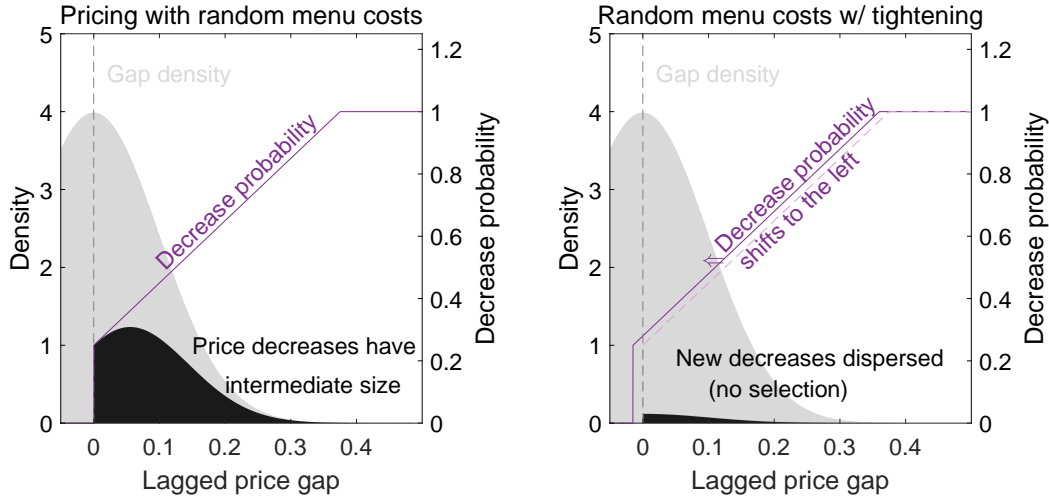 Pricing with random menu costs
5
4
3
2
1
0
Density
Gap density
Decrease probability
Price decreases have
intermediate size
1.2
1
0.8
0.6
0.4
0.2
0
Decrease probability
0 0.1 0.2 0.3 0.4
Lagged price gap
Random menu costs w/ tightening
5
4
3
2
1
0
Density
Gap density
Decrease probability
shifts to the left
New decreases dispersed
(no selection)
1.2
1
0.8
0.6
0.4
0.2
0
Decrease probability
0 0.1 0.2 0.3 0.4
Lagged price gap